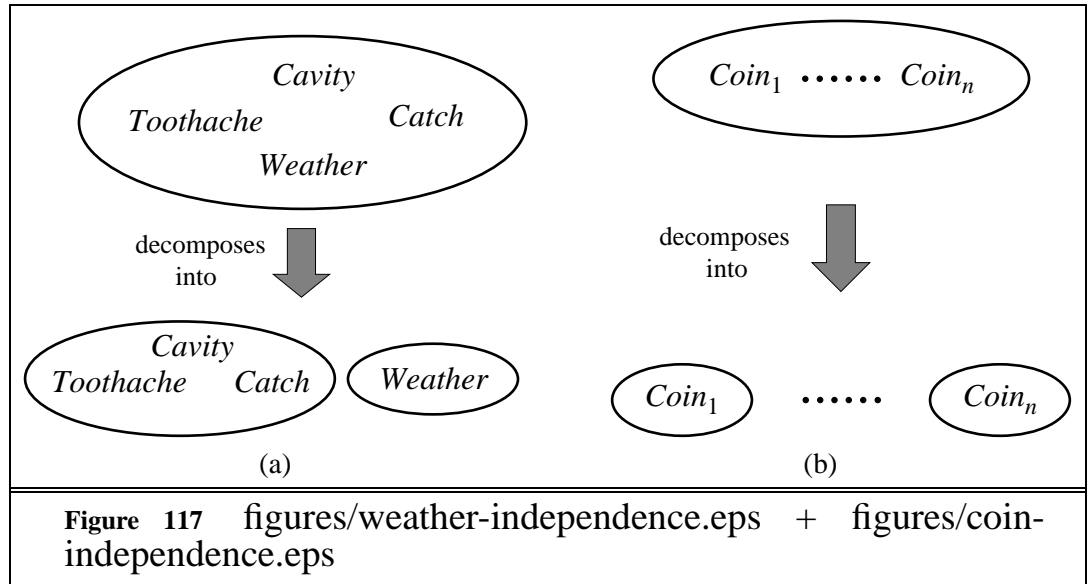 Cavity
Toothache Catch
Weather
decomposes
into
Cavity
Toothache Catch
Weather
(a)
Coin1 ...... Coinn
decomposes
into
Coin1 ...... Coinn
(b)
Figure 117 figures/weather-independence.eps + figures/coin-
independence.eps